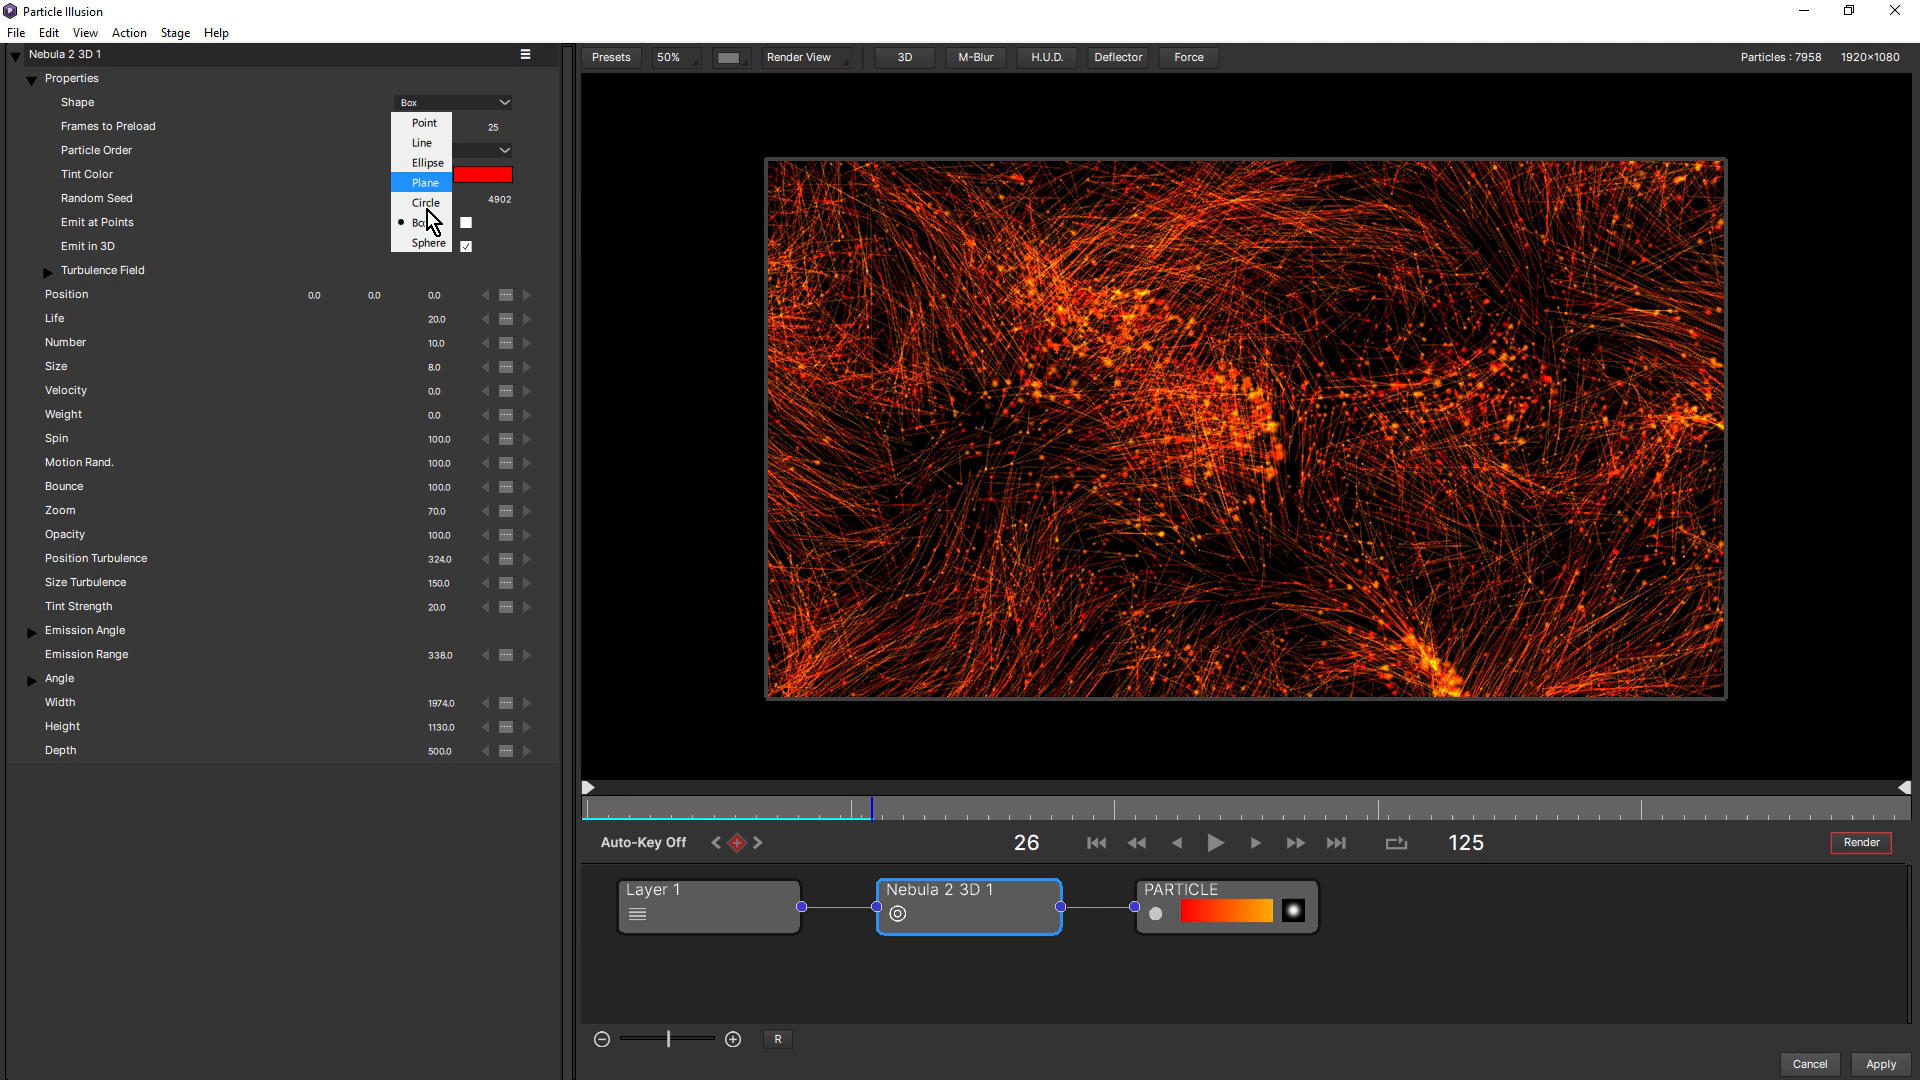 Particle Illusion
File Edit View Action Stage Help
Nebula 2 3D 1
Presets 50% Render View 3D M-Blur H.U.D. Deflector Force Particles : 7958 1920×1080
Properties
Shape Box
Point
Frames to Preload 25
Line
Particle Order
Ellipse
Tint Color
Plane
Random Seed 4902
Circle
Emit at Points
Emit in 3D Sphere
Turbulence Field
Position 0.0 0.0 0.0
Life 20.0
Number 10.0
Size 8.0
Velocity 0.0
Weight 0.0
Spin 100.0
Motion Rand. 100.0
Bounce 100.0
Zoom 70.0
Opacity 100.0
Position Turbulence 324.0
Size Turbulence 150.0
Tint Strength 20.0
Emission Angle
Emission Range 338.0
Angle
Width 1974.0
Height 1130.0
Depth 500.0
Auto-Key Off 26 125 Render
Layer 1 Nebula 2 3D 1 PARTICLE
R
Cancel Apply